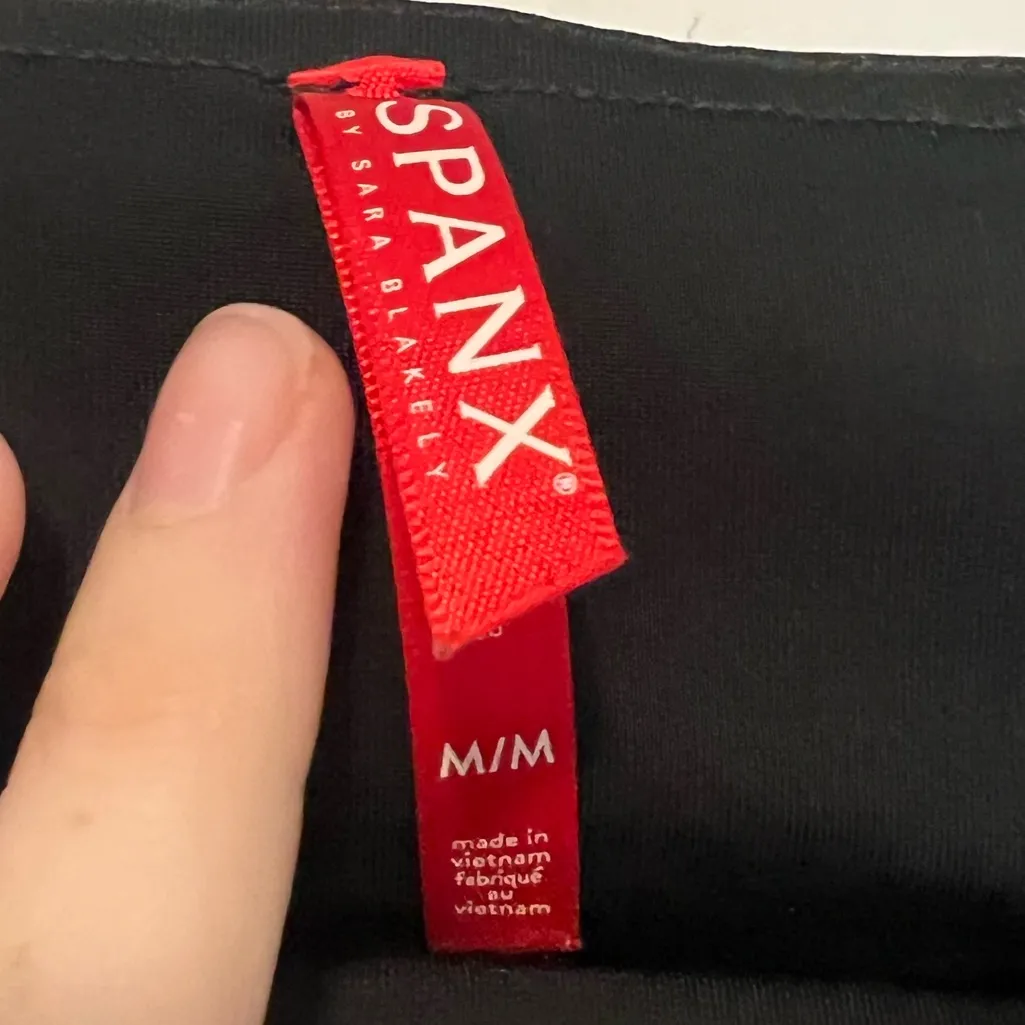 SPANX®
BY SARA BLAKELY
M/M
made in
vietnam
fabriqué
au
vietnam